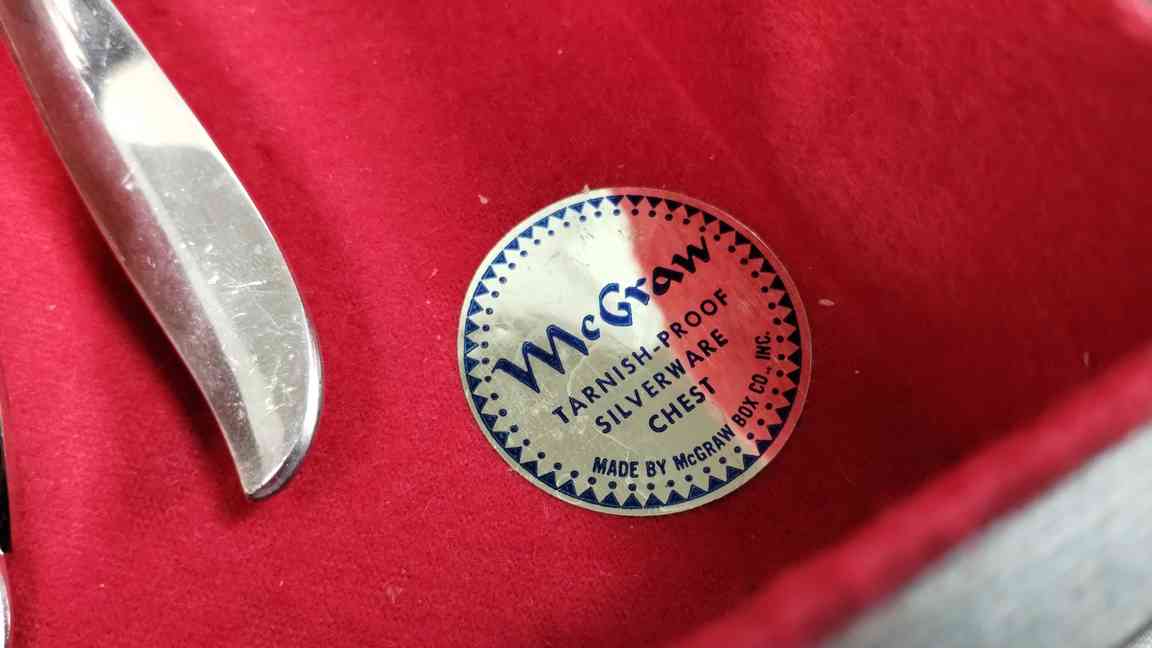 McGraw
TARNISH-PROOF
SILVERWARE
CHEST
MADE BY McGRAW BOX CO., INC.